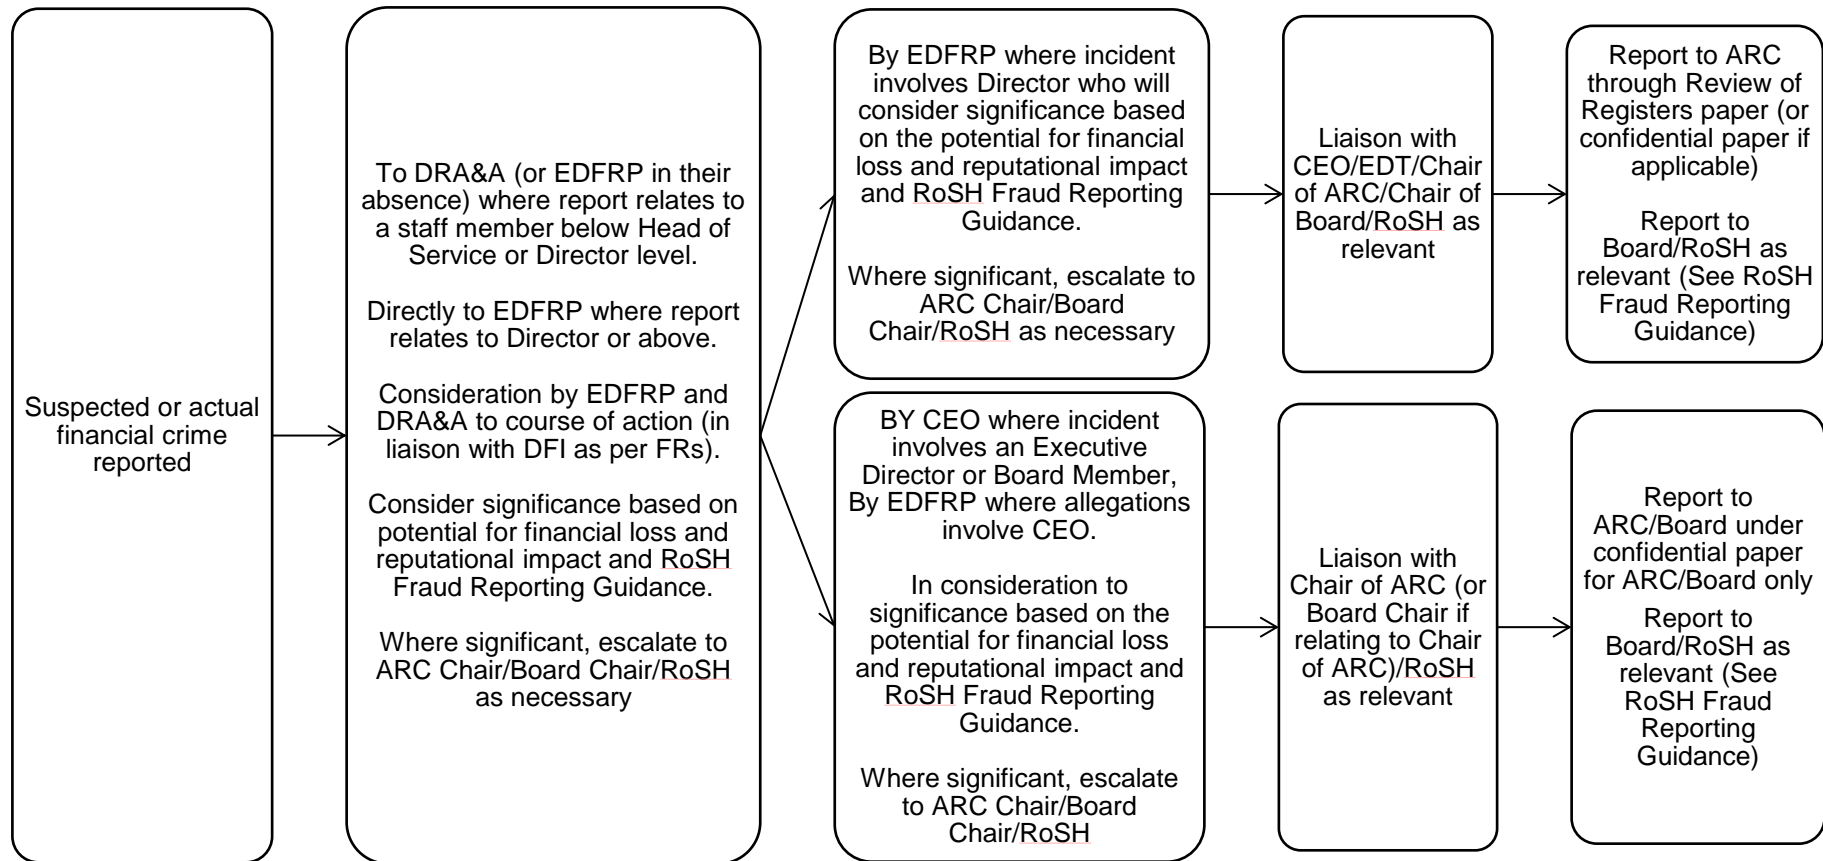 Suspected or actual
financial crime
reported
To DRA&A (or EDFRP in their
absence) where report relates to
a staff member below Head of
Service or Director level.
Directly to EDFRP where report
relates to Director or above.
Consideration by EDFRP and
DRA&A to course of action (in
liaison with DFI as per FRs).
Consider significance based on
potential for financial loss and
reputational impact and RoSH
Fraud Reporting Guidance.
Where significant, escalate to
ARC Chair/Board Chair/RoSH
as necessary
By EDFRP where incident
involves Director who will
consider significance based
on the potential for financial
loss and reputational impact
and RoSH Fraud Reporting
Guidance.
Where significant, escalate to
ARC Chair/Board
Chair/RoSH as necessary
Liaison with
CEO/EDT/Chair
of ARC/Chair of
Board/RoSH as
relevant
Report to ARC
through Review of
Registers paper (or
confidential paper if
applicable)
Report to
Board/RoSH as
relevant (See RoSH
Fraud Reporting
Guidance)
BY CEO where incident
involves an Executive
Director or Board Member,
By EDFRP where allegations
involve CEO.
In consideration to
significance based on the
potential for financial loss
and reputational impact and
RoSH Fraud Reporting
Guidance.
Where significant, escalate
to ARC Chair/Board
Chair/RoSH
Liaison with
Chair of ARC (or
Board Chair if
relating to Chair
of ARC)/RoSH
as relevant
Report to
ARC/Board under
confidential paper
for ARC/Board only
Report to
Board/RoSH as
relevant (See
RoSH Fraud
Reporting
Guidance)